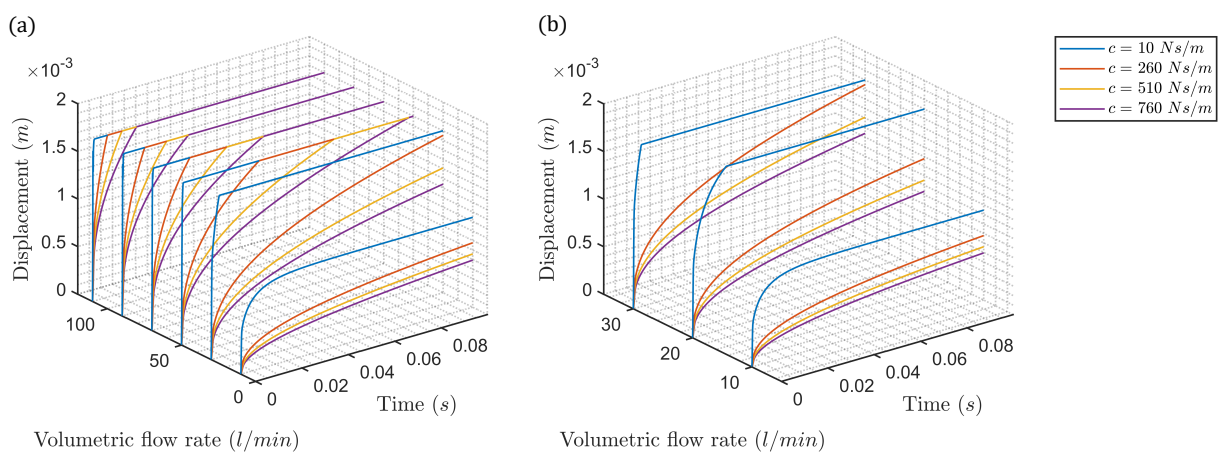 (a)
×10⁻³
2
1.5
1
0.5
0
Displacement (m)
100
50
0
Volumetric flow rate (l/min)
0
0.02
0.04
0.06
0.08
Time (s)
(b)
×10⁻³
2
1.5
1
0.5
0
Displacement (m)
30
20
10
Volumetric flow rate (l/min)
0
0.02
0.04
0.06
0.08
Time (s)
c = 10 Ns/m
c = 260 Ns/m
c = 510 Ns/m
c = 760 Ns/m